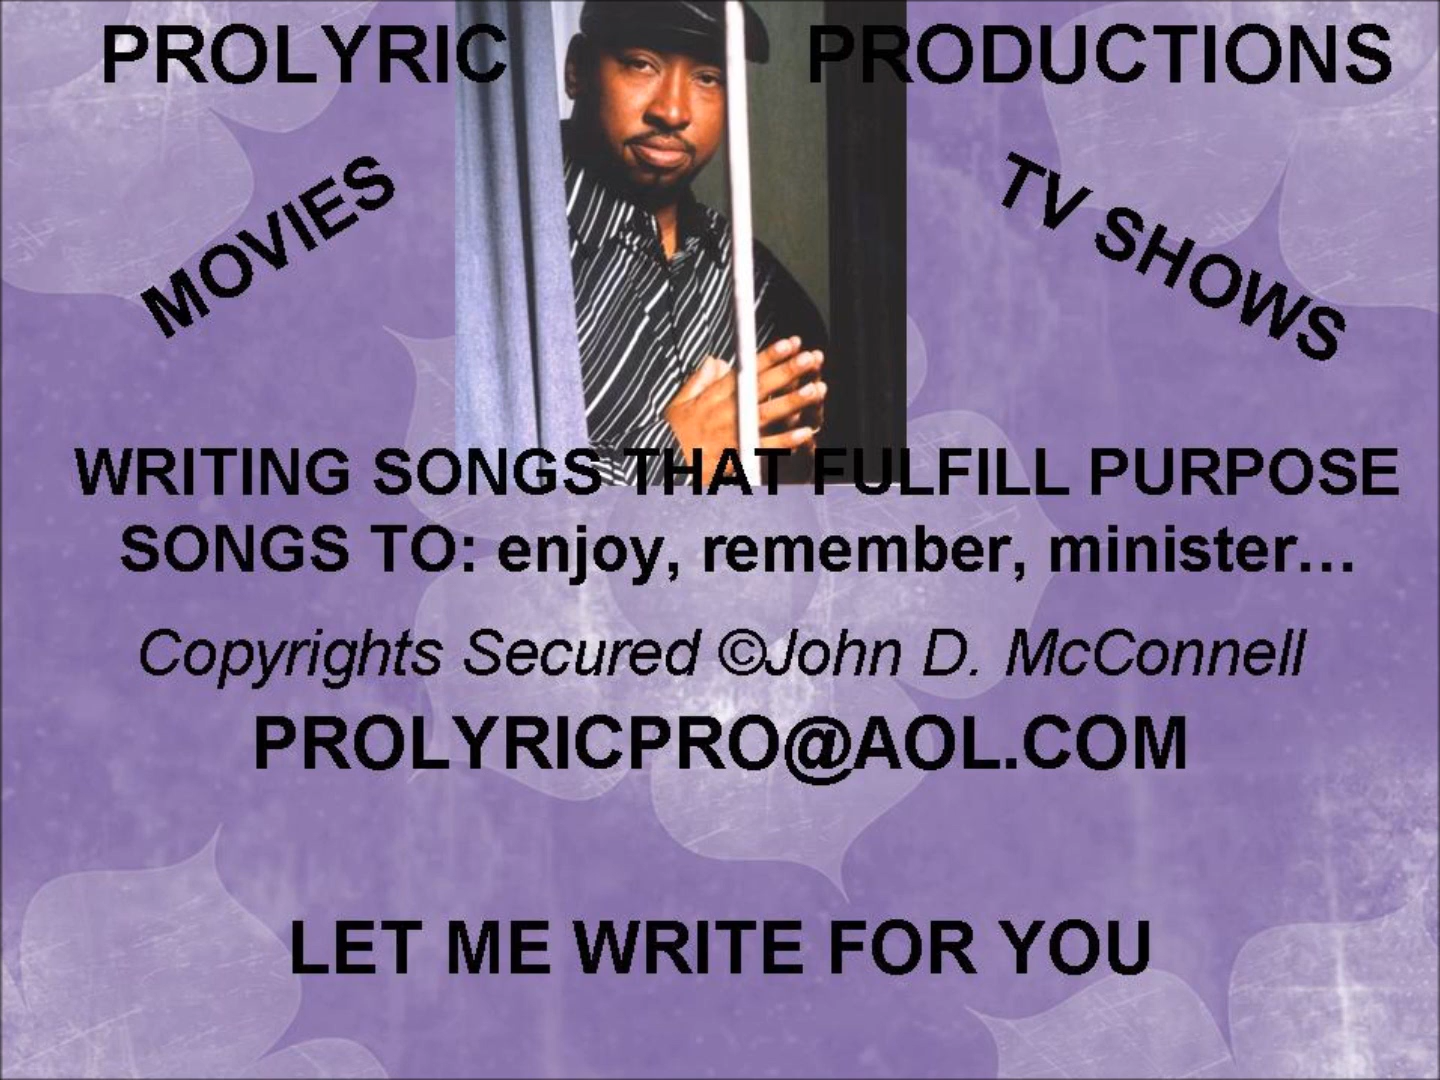 PROLYRIC PRODUCTIONS
MOVIES
TV SHOWS
WRITING SONGS THAT FULFILL PURPOSE
SONGS TO: enjoy, remember, minister…
Copyrights Secured ©John D. McConnell
PROLYRICPRO@AOL.COM
LET ME WRITE FOR YOU